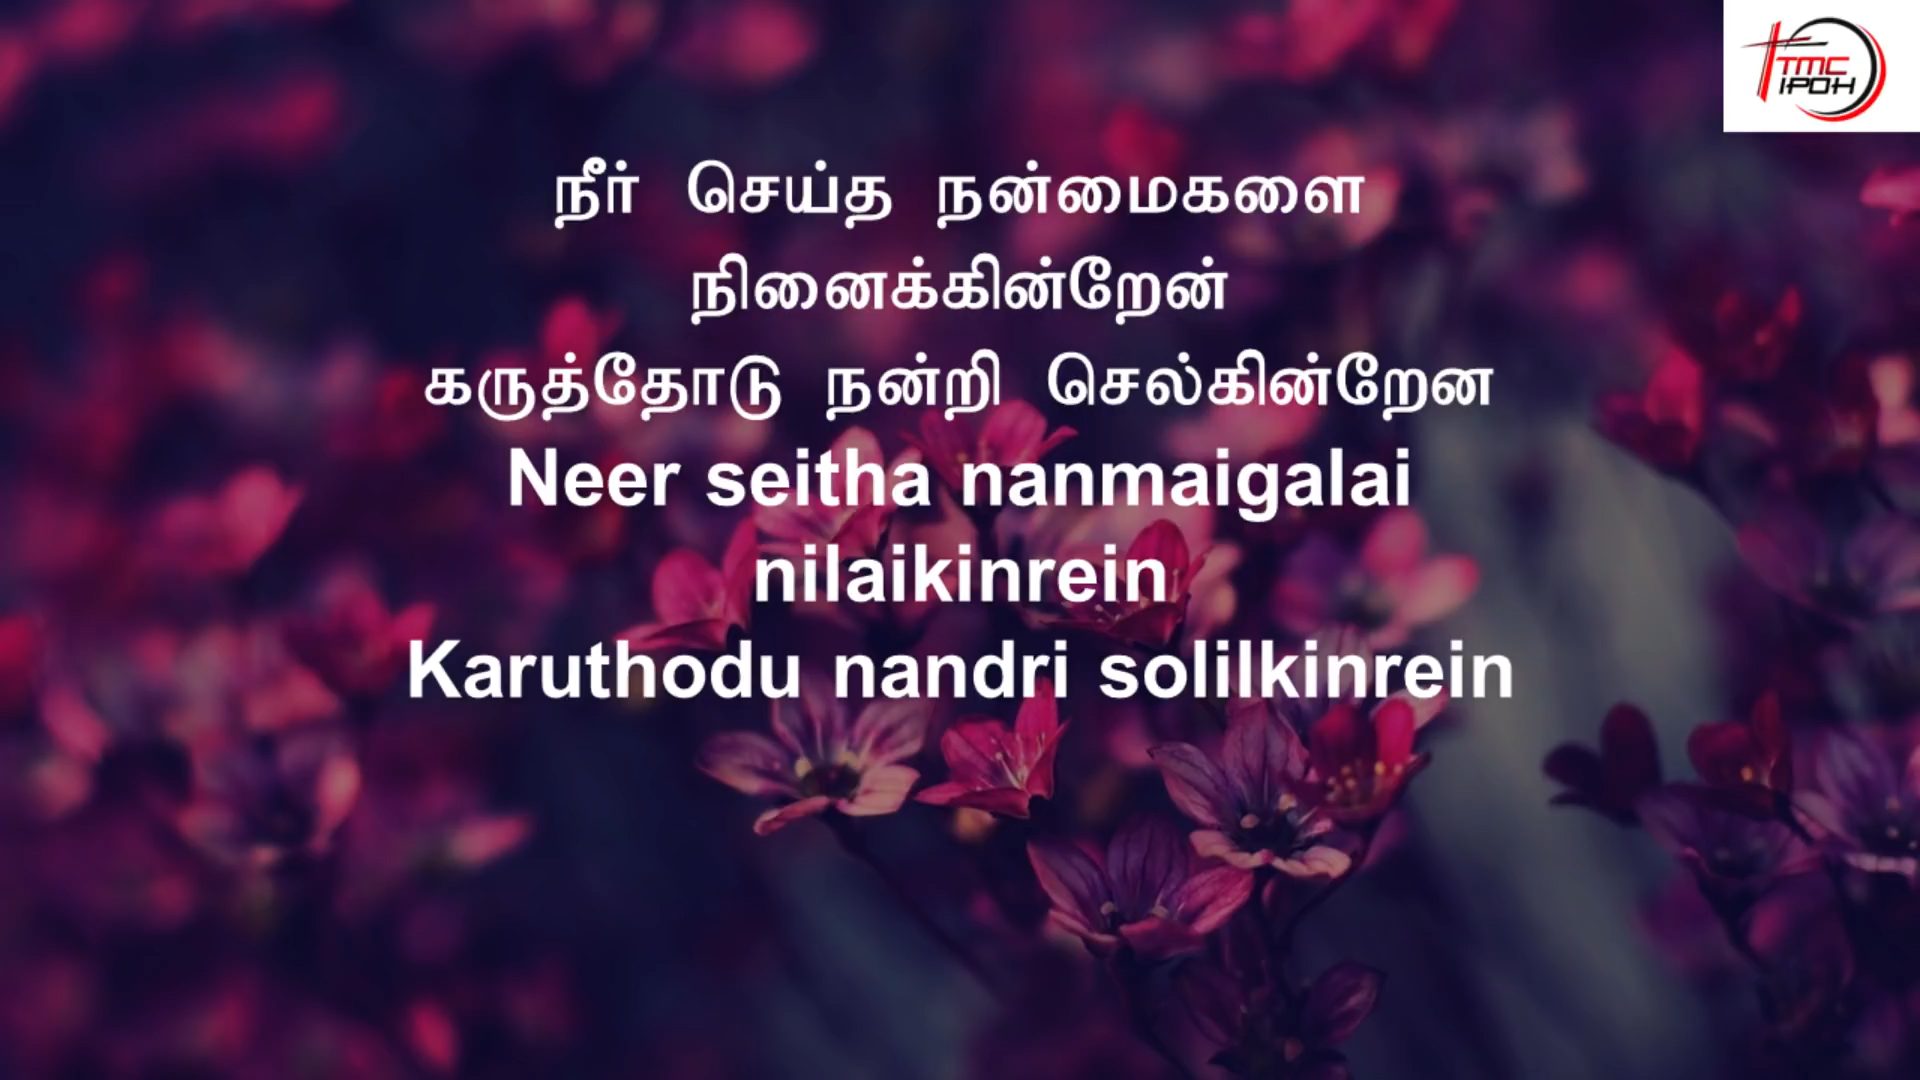 TMC
IPOH
நீர் செய்த நன்மைகளை
நினைக்கின்றேன்
கருத்தோடு நன்றி செல்கின்றேன
Neer seitha nanmaigalai
nilaikinrein
Karuthodu nandri solilkinrein